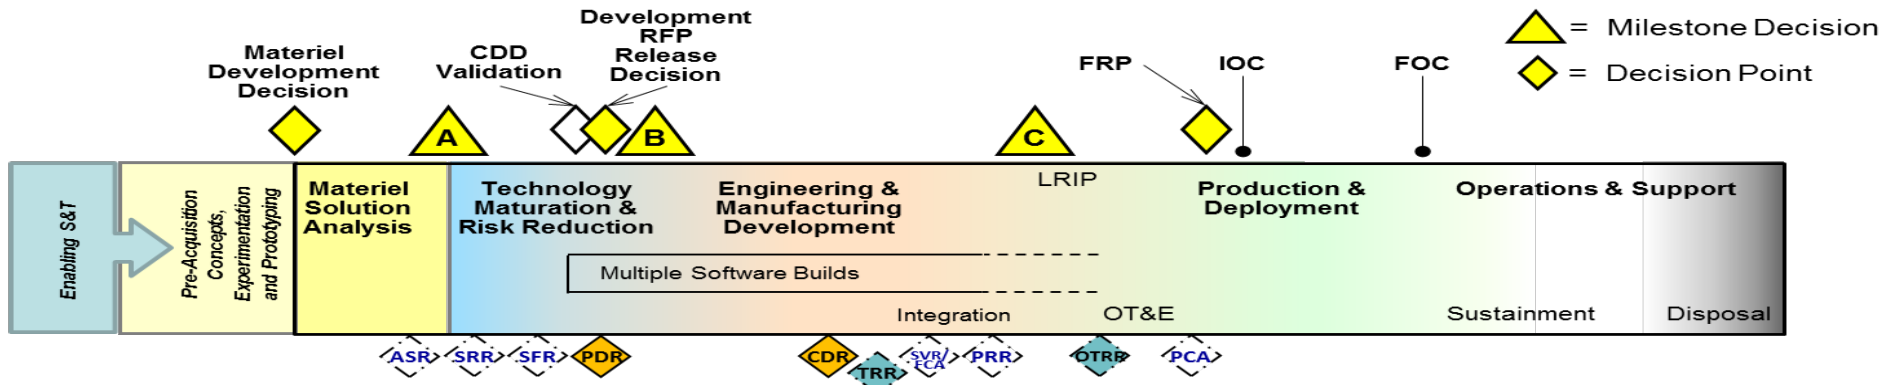 Materiel
Development
Decision
CDD
Validation
Development
RFP
Release
Decision
FRP
IOC
FOC
= Milestone Decision
= Decision Point
A
B
C
Enabling S&T
Pre-Acquisition
Concepts,
Experimentation
and Prototyping
Materiel
Solution
Analysis
Technology
Maturation &
Risk Reduction
Engineering &
Manufacturing
Development
LRIP
Production &
Deployment
Operations & Support
Multiple Software Builds
Integration
OT&E
Sustainment
Disposal
ASR
SRR
SFR
PDR
CDR
TRR
SVR/
FCA
PRR
OTRR
PCA